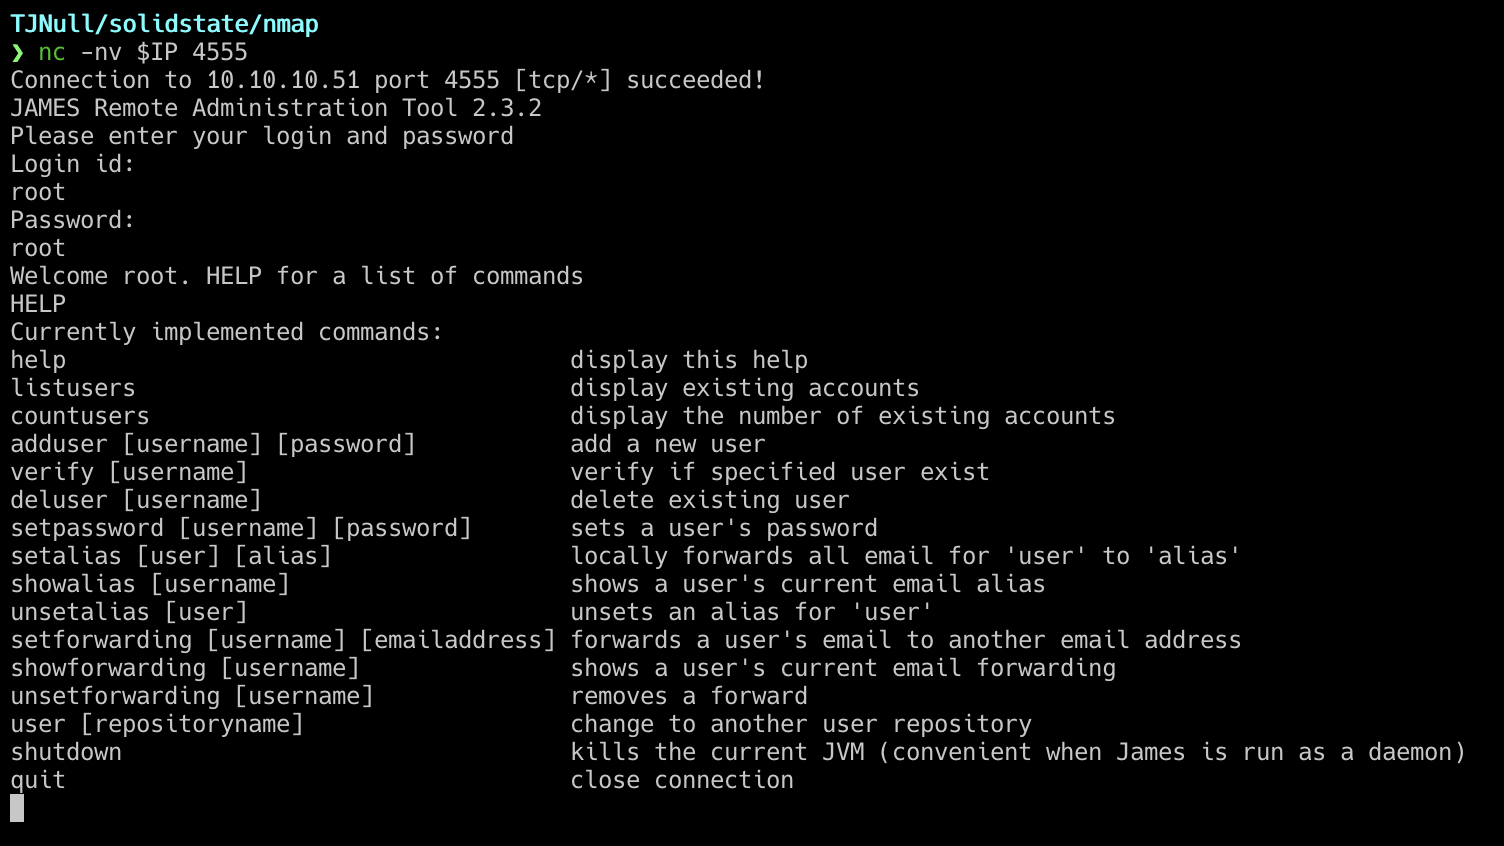 TJNull/solidstate/nmap
❯ nc -nv $IP 4555
Connection to 10.10.10.51 port 4555 [tcp/*] succeeded!
JAMES Remote Administration Tool 2.3.2
Please enter your login and password
Login id:
root
Password:
root
Welcome root. HELP for a list of commands
HELP
Currently implemented commands:
help                                    display this help
listusers                               display existing accounts
countusers                              display the number of existing accounts
adduser [username] [password]           add a new user
verify [username]                       verify if specified user exist
deluser [username]                      delete existing user
setpassword [username] [password]       sets a user's password
setalias [user] [alias]                 locally forwards all email for 'user' to 'alias'
showalias [username]                    shows a user's current email alias
unsetalias [user]                       unsets an alias for 'user'
setforwarding [username] [emailaddress] forwards a user's email to another email address
showforwarding [username]               shows a user's current email forwarding
unsetforwarding [username]              removes a forward
user [repositoryname]                   change to another user repository
shutdown                                kills the current JVM (convenient when James is run as a daemon)
quit                                    close connection